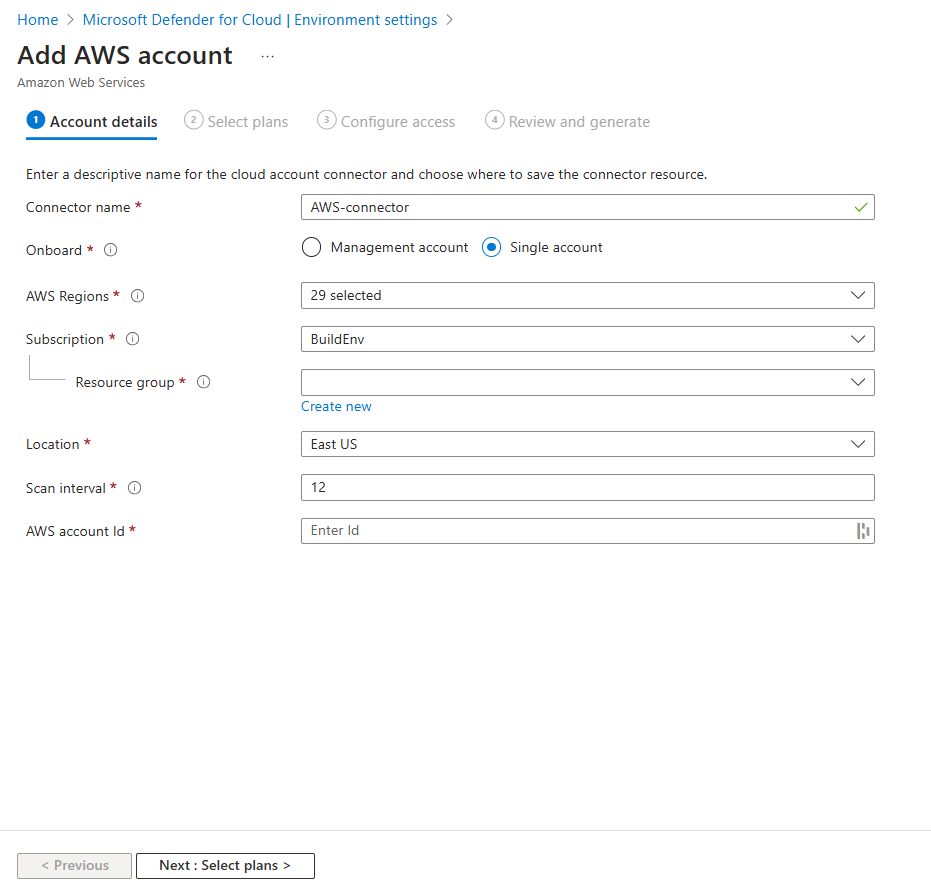 Home > Microsoft Defender for Cloud | Environment settings >
Add AWS account ...
Amazon Web Services
1 Account details 2 Select plans 3 Configure access 4 Review and generate
Enter a descriptive name for the cloud account connector and choose where to save the connector resource.
Connector name * AWS-connector
Onboard * Management account Single account
AWS Regions * 29 selected
Subscription * BuildEnv
Resource group *
Create new
Location * East US
Scan interval * 12
AWS account Id * Enter Id
< Previous Next : Select plans >